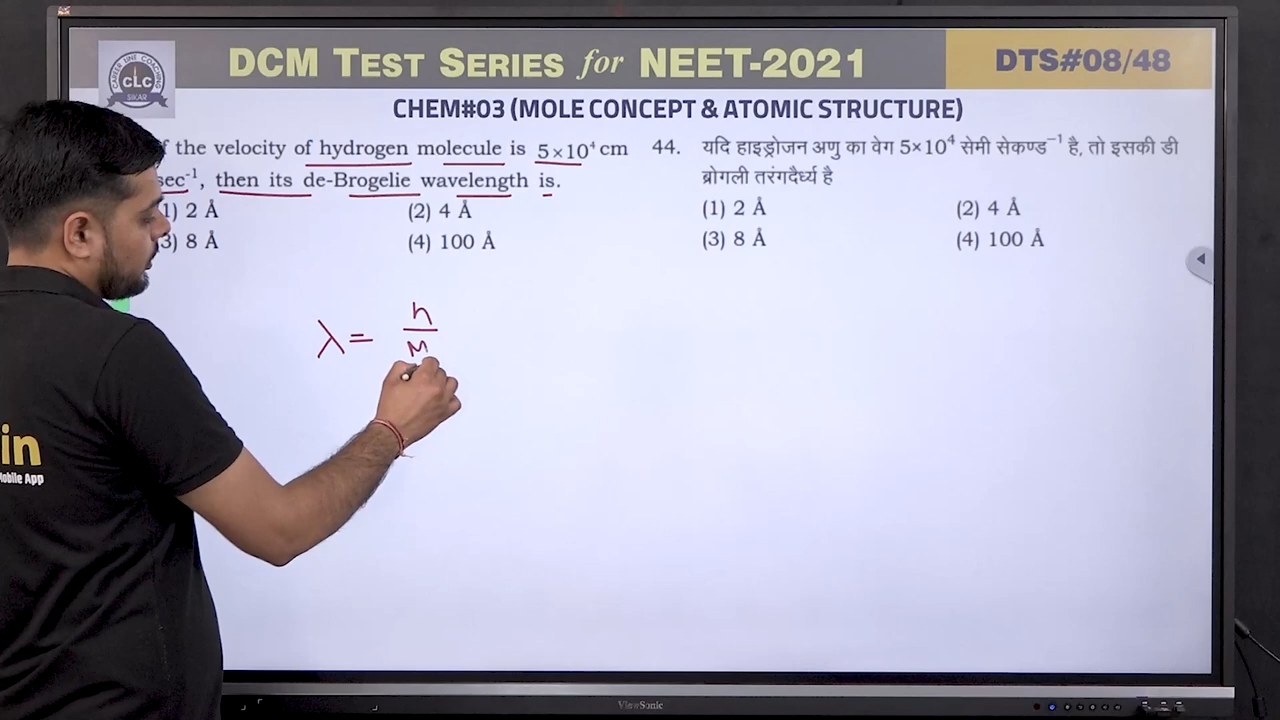 DCM TEST SERIES for NEET-2021
DTS#08/48
CAREER LINE COACHING
CLC
SIKAR
CHEM#03 (MOLE CONCEPT & ATOMIC STRUCTURE)
f the velocity of hydrogen molecule is 5×10⁴ cm
sec⁻¹, then its de-Brogelie wavelength is.
1) 2 Å (2) 4 Å
3) 8 Å (4) 100 Å
44. यदि हाइड्रोजन अणु का वेग 5×10⁴ सेमी सेकण्ड⁻¹ है, तो इसकी डी
ब्रोगली तरंगदैर्ध्य है
(1) 2 Å (2) 4 Å
(3) 8 Å (4) 100 Å
λ = h
M
in
Mobile App
ViewSonic